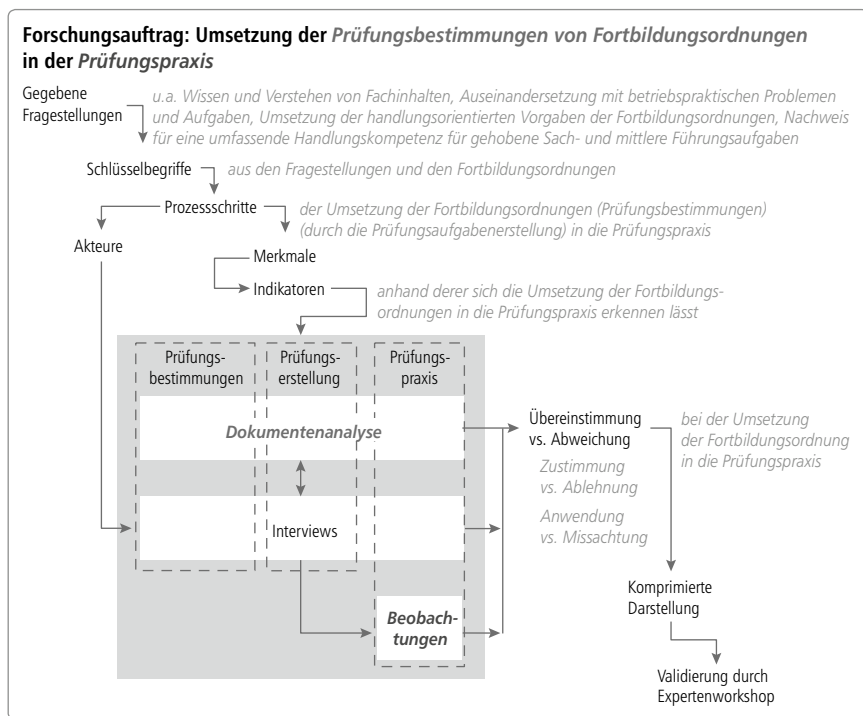 Forschungsauftrag: Umsetzung der Prüfungsbestimmungen von Fortbildungsordnungen
in der Prüfungspraxis
Gegebene
Fragestellungen
u.a. Wissen und Verstehen von Fachinhalten, Auseinandersetzung mit betriebspraktischen Problemen
und Aufgaben, Umsetzung der handlungsorientierten Vorgaben der Fortbildungsordnungen, Nachweis
für eine umfassende Handlungskompetenz für gehobene Sach- und mittlere Führungsaufgaben
Schlüsselbegriffe
aus den Fragestellungen und den Fortbildungsordnungen
Prozessschritte
der Umsetzung der Fortbildungsordnungen (Prüfungsbestimmungen)
(durch die Prüfungsaufgabenerstellung) in die Prüfungspraxis
Akteure
Merkmale
Indikatoren
anhand derer sich die Umsetzung der Fortbildungs-
ordnungen in die Prüfungspraxis erkennen lässt
Prüfungs-
bestimmungen
Prüfungs-
erstellung
Prüfungs-
praxis
Dokumentenanalyse
Interviews
Beobach-
tungen
Übereinstimmung
vs. Abweichung
bei der Umsetzung
der Fortbildungsordnung
in die Prüfungspraxis
Zustimmung
vs. Ablehnung
Anwendung
vs. Missachtung
Komprimierte
Darstellung
Validierung durch
Expertenworkshop